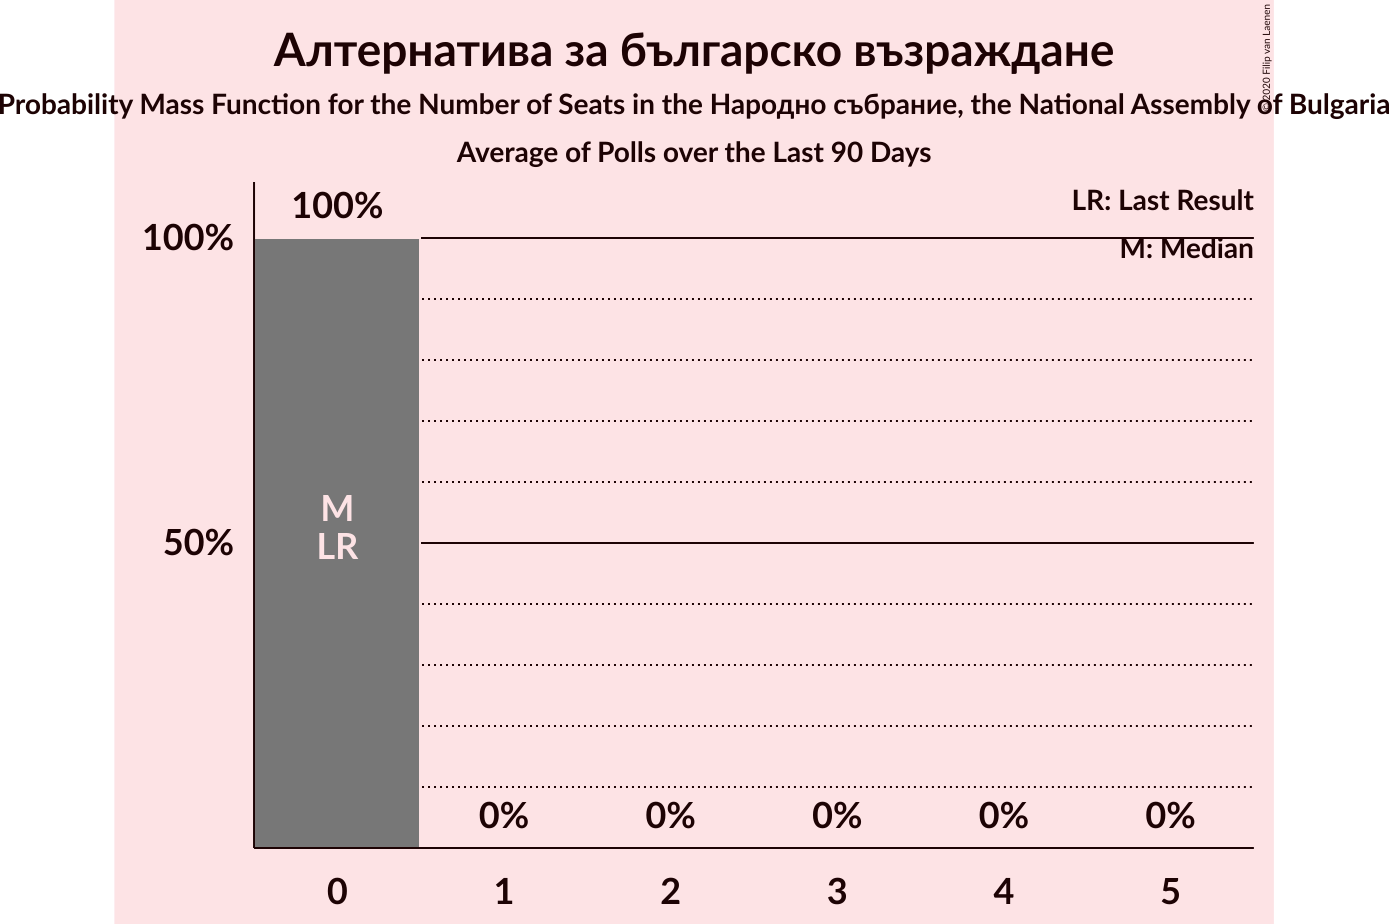 Алтернатива за българско възраждане
Probability Mass Function for the Number of Seats in the Народно събрание, the National Assembly of Bulgaria
Average of Polls over the Last 90 Days
© 2020 Filip van Laenen
LR: Last Result
M: Median
100%
100%
50%
M
LR
0% 0% 0% 0% 0%
0 1 2 3 4 5